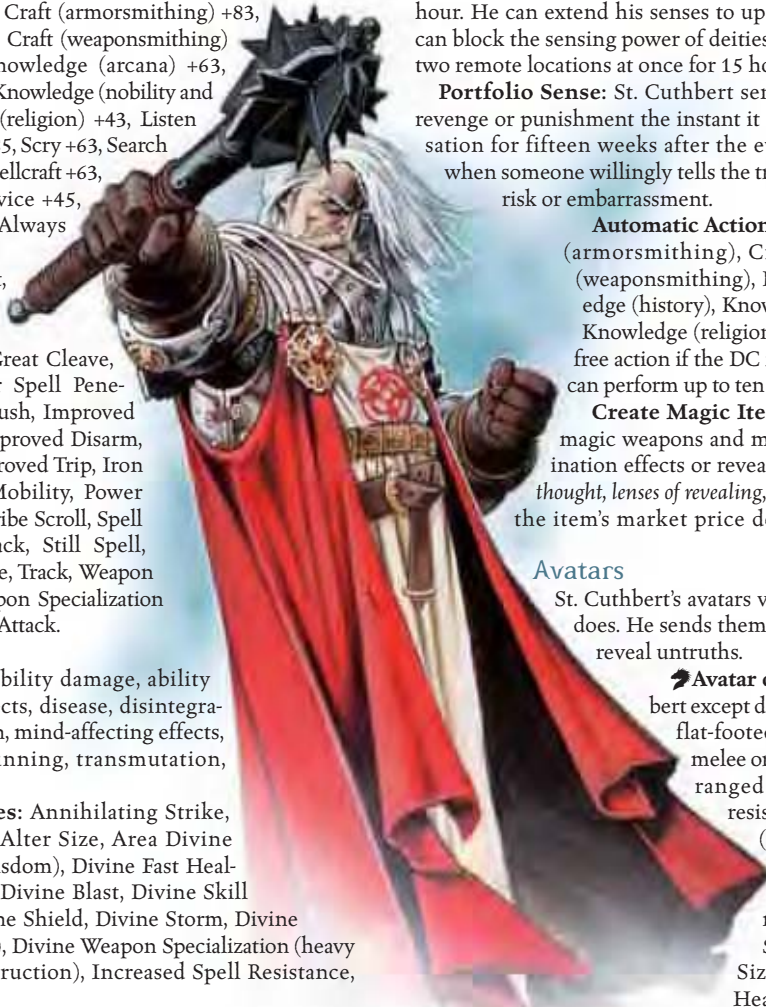 Craft (armorsmithing) +83,
Craft (weaponsmithing)
nowledge (arcana) +63,
Knowledge (nobility and
(religion) +43, Listen
5, Scry +63, Search
ellcraft +63,
vice +45,
Always
Great Cleave,
Spell Pene-
ush, Improved
proved Disarm,
roved Trip, Iron
Mobility, Power
ribe Scroll, Spell
ack, Still Spell,
e, Track, Weapon
pon Specialization
Attack.
bility damage, ability
cts, disease, disintegra-
n, mind-affecting effects,
unning, transmutation,
es: Annihilating Strike,
Alter Size, Area Divine
sdom), Divine Fast Heal-
Divine Blast, Divine Skill
ne Shield, Divine Storm, Divine
), Divine Weapon Specialization (heavy
ruction), Increased Spell Resistance,
hour. He can extend his senses to up
can block the sensing power of deities
two remote locations at once for 15 ho
Portfolio Sense: St. Cuthbert sen
revenge or punishment the instant it
sation for fifteen weeks after the ev
when someone willingly tells the tr
risk or embarrassment.
Automatic Action
(armorsmithing), Cr
(weaponsmithing),
edge (history), Know
Knowledge (religion
free action if the DC
can perform up to ten
Create Magic Ite
magic weapons and m
ination effects or revea
thought, lenses of revealing,
the item's market price do
Avatars
St. Cuthbert's avatars v
does. He sends them
reveal untruths.
Avatar o
bert except d
flat-footed
melee or
ranged
resis
(
Siz
Hea